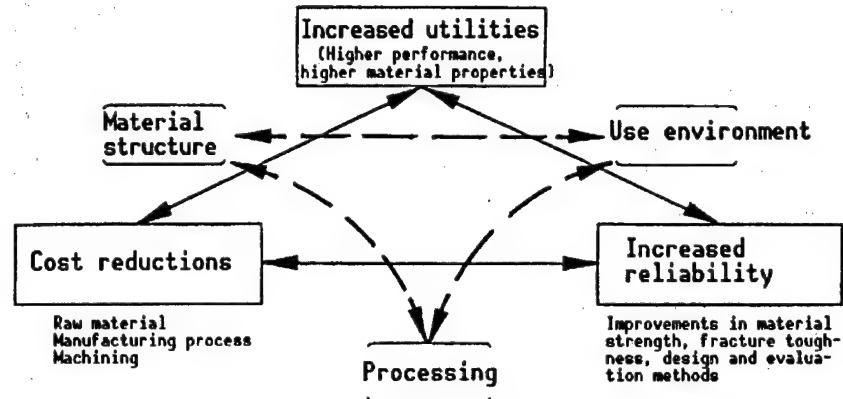 Increased utilities
(Higher performance,
higher material properties)
Material
structure
Use environment
Cost reductions
Increased
reliability
Raw material
Manufacturing process
Machining
Improvements in material
strength, fracture tough-
ness, design and evalua-
tion methods
Processing